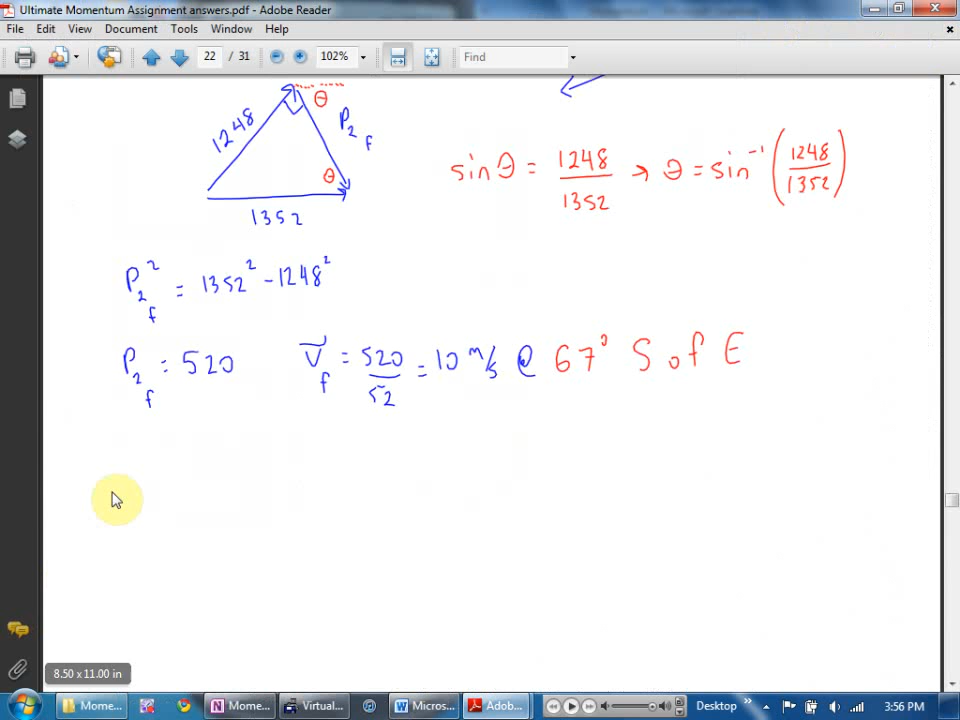 Ultimate Momentum Assignment answers.pdf - Adobe Reader
File Edit View Document Tools Window Help
22 / 31 102% Find
θ
1248 P₂f
θ
1352
sinθ = 1248/1352 → θ = sin⁻¹(1248/1352)
P₂f² = 1352² - 1248²
P₂f = 520 V⃗f = 520/52 = 10 m/s @ 67° S of E
8.50 x 11.00 in
Mome... Mome... Virtual... Micros... Adob... Desktop » 3:56 PM